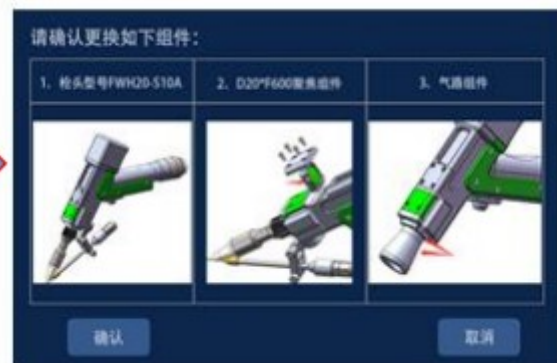 请确认更换如下组件：
1、枪头型号FWH20-S10A
2、D20*F600聚焦组件
3、气路组件
确认
取消